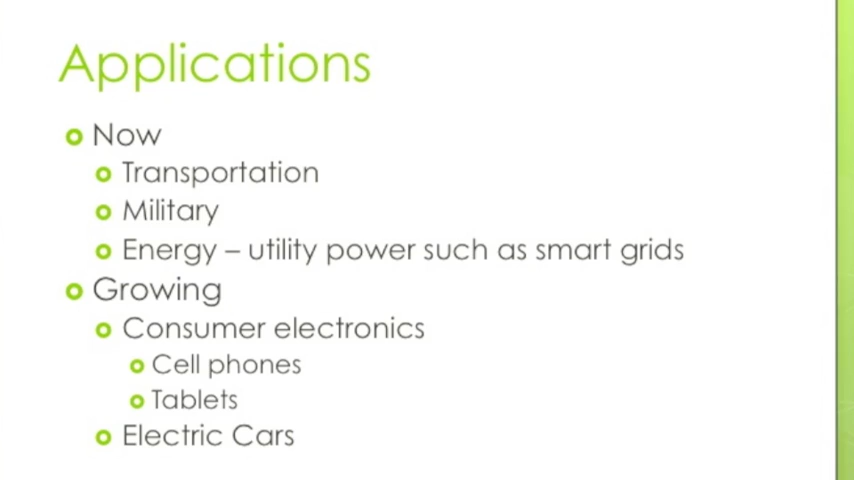 Applications
Now
Transportation
Military
Energy – utility power such as smart grids
Growing
Consumer electronics
Cell phones
Tablets
Electric Cars